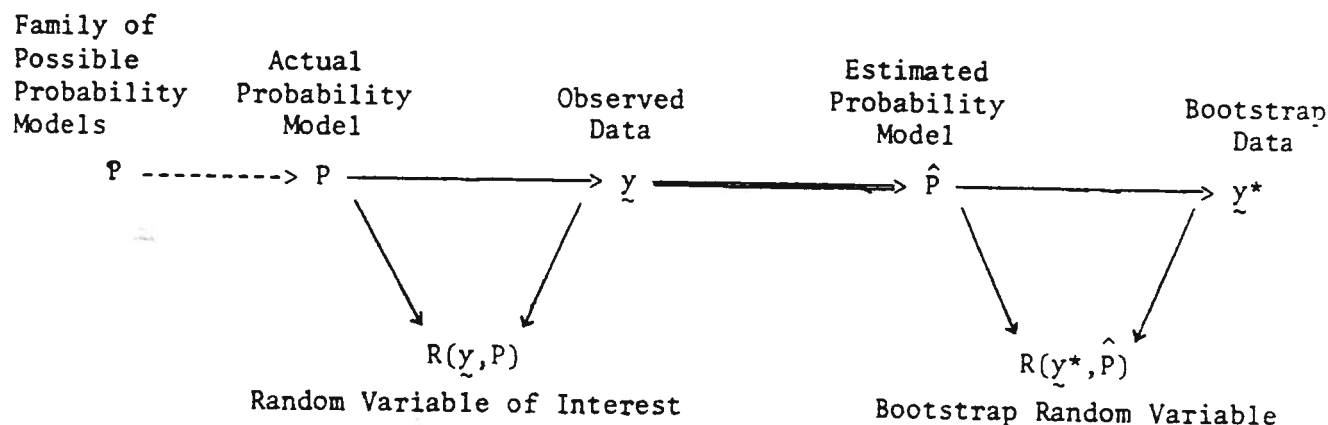 Family of
Possible
Probability
Models
Actual
Probability
Model
Observed
Data
Estimated
Probability
Model
Bootstrap
Data
P ---------> P → y → P̂ → y*
R(y,P)
Random Variable of Interest
R(y*,P̂)
Bootstrap Random Variable